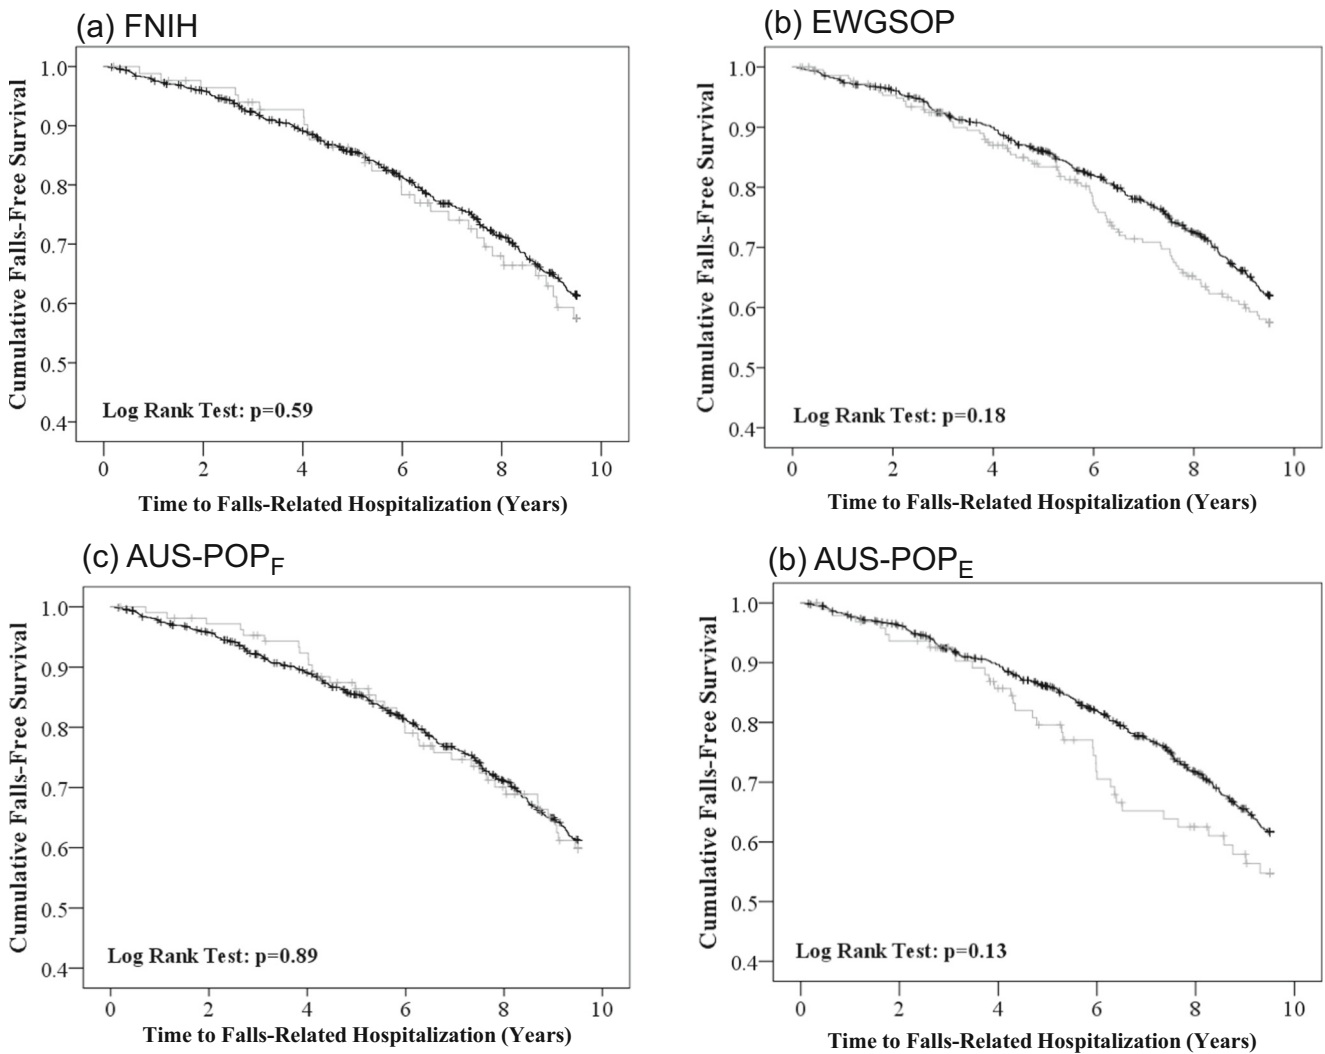 (a) FNIH
Cumulative Falls-Free Survival
1.0
0.9
0.8
0.7
0.6
0.5
0.4
Log Rank Test: p=0.59
0 2 4 6 8 10
Time to Falls-Related Hospitalization (Years)
(b) EWGSOP
Cumulative Falls-Free Survival
1.0
0.9
0.8
0.7
0.6
0.5
0.4
Log Rank Test: p=0.18
0 2 4 6 8 10
Time to Falls-Related Hospitalization (Years)
(c) AUS-POPF
Cumulative Falls-Free Survival
1.0
0.9
0.8
0.7
0.6
0.5
0.4
Log Rank Test: p=0.89
0 2 4 6 8 10
Time to Falls-Related Hospitalization (Years)
(b) AUS-POPE
Cumulative Falls-Free Survival
1.0
0.9
0.8
0.7
0.6
0.5
0.4
Log Rank Test: p=0.13
0 2 4 6 8 10
Time to Falls-Related Hospitalization (Years)